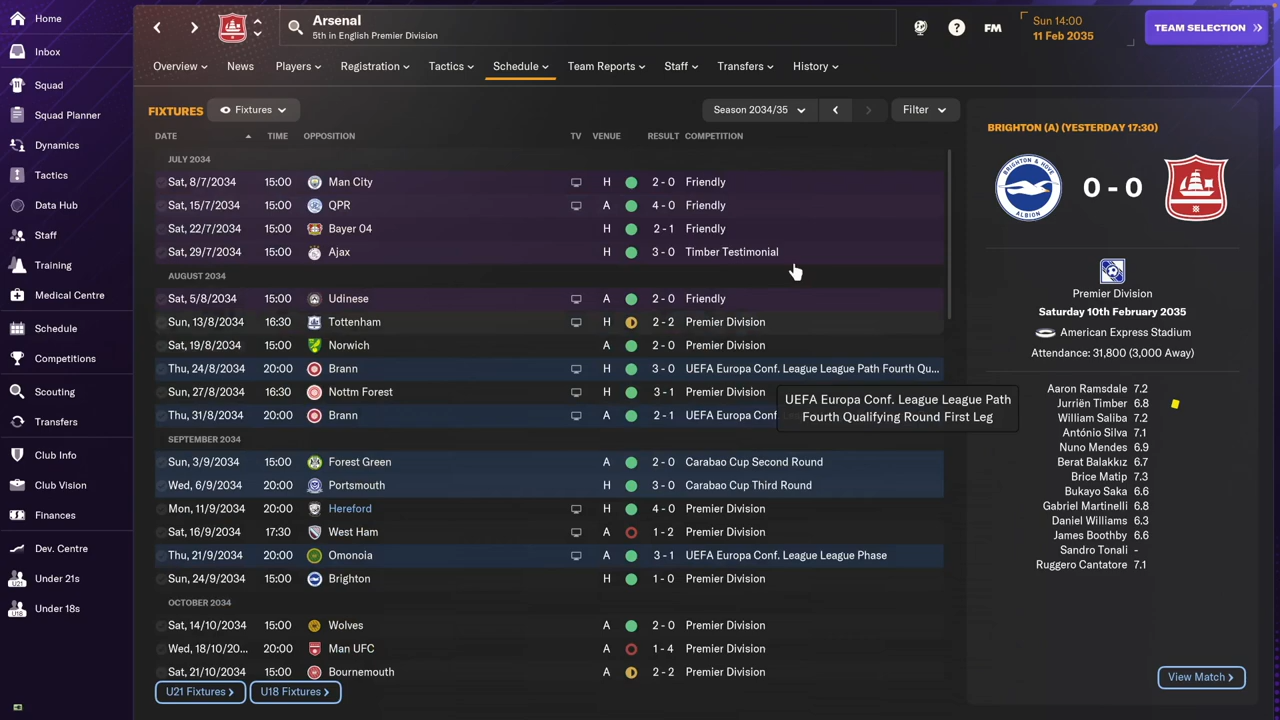 Home
Inbox
Squad
Squad Planner
Dynamics
Tactics
Data Hub
Staff
Training
Medical Centre
Schedule
Competitions
Scouting
Transfers
Club Info
Club Vision
Finances
Dev. Centre
Under 21s
Under 18s
Arsenal
5th in English Premier Division
FM
Sun 14:00
11 Feb 2035
TEAM SELECTION
Overview News Players Registration Tactics Schedule Team Reports Staff Transfers History
FIXTURES Fixtures Season 2034/35 Filter
DATE TIME OPPOSITION TV VENUE RESULT COMPETITION
JULY 2034
Sat, 8/7/2034 15:00 Man City H 2 - 0 Friendly
Sat, 15/7/2034 15:00 QPR A 4 - 0 Friendly
Sat, 22/7/2034 15:00 Bayer 04 H 2 - 1 Friendly
Sat, 29/7/2034 15:00 Ajax H 3 - 0 Timber Testimonial
AUGUST 2034
Sat, 5/8/2034 15:00 Udinese A 2 - 0 Friendly
Sun, 13/8/2034 16:30 Tottenham H 2 - 2 Premier Division
Sat, 19/8/2034 15:00 Norwich A 2 - 0 Premier Division
Thu, 24/8/2034 20:00 Brann H 3 - 0 UEFA Europa Conf. League League Path Fourth Qu...
Sun, 27/8/2034 16:30 Nottm Forest H 3 - 1 Premier Division
Thu, 31/8/2034 20:00 Brann A 2 - 1 UEFA Europa Conf.
UEFA Europa Conf. League League Path
Fourth Qualifying Round First Leg
SEPTEMBER 2034
Sun, 3/9/2034 15:00 Forest Green A 2 - 0 Carabao Cup Second Round
Wed, 6/9/2034 20:00 Portsmouth H 3 - 0 Carabao Cup Third Round
Mon, 11/9/2034 20:00 Hereford H 4 - 0 Premier Division
Sat, 16/9/2034 17:30 West Ham A 1 - 2 Premier Division
Thu, 21/9/2034 20:00 Omonoia A 3 - 1 UEFA Europa Conf. League League Phase
Sun, 24/9/2034 15:00 Brighton H 1 - 0 Premier Division
OCTOBER 2034
Sat, 14/10/2034 15:00 Wolves A 2 - 0 Premier Division
Wed, 18/10/20... 20:00 Man UFC A 1 - 4 Premier Division
Sat, 21/10/2034 15:00 Bournemouth A 2 - 2 Premier Division
U21 Fixtures U18 Fixtures
BRIGHTON (A) (YESTERDAY 17:30)
0 - 0
Premier Division
Saturday 10th February 2035
American Express Stadium
Attendance: 31,800 (3,000 Away)
Aaron Ramsdale 7.2
Jurriën Timber 6.8
William Saliba 7.2
António Silva 7.1
Nuno Mendes 6.9
Berat Balakkız 6.7
Brice Matip 7.3
Bukayo Saka 6.6
Gabriel Martinelli 6.8
Daniel Williams 6.3
James Boothby 6.6
Sandro Tonali -
Ruggero Cantatore 7.1
View Match